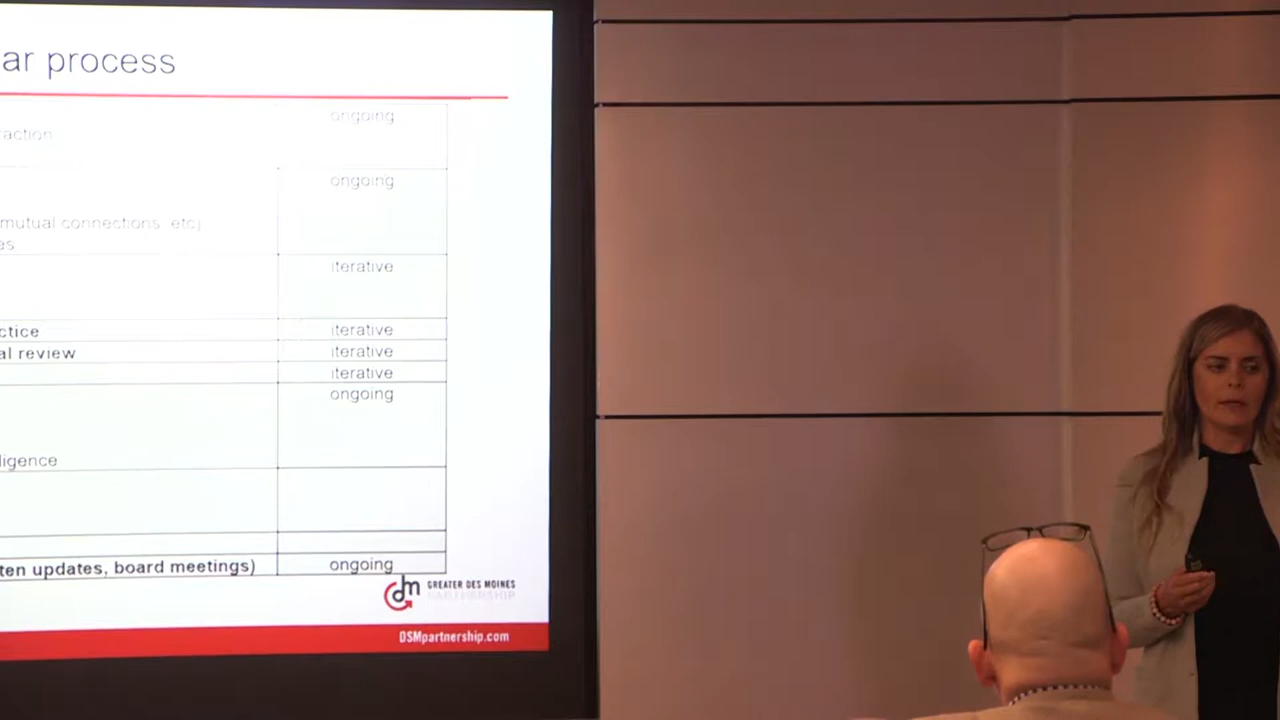 ar process
ongoing
action
ongoing
mutual connections, etc)
es
iterative
ctice iterative
al review iterative
iterative
ongoing
ligence
ten updates, board meetings) ongoing
dm GREATER DES MOINES
PARTNERSHIP
DSMpartnership.com